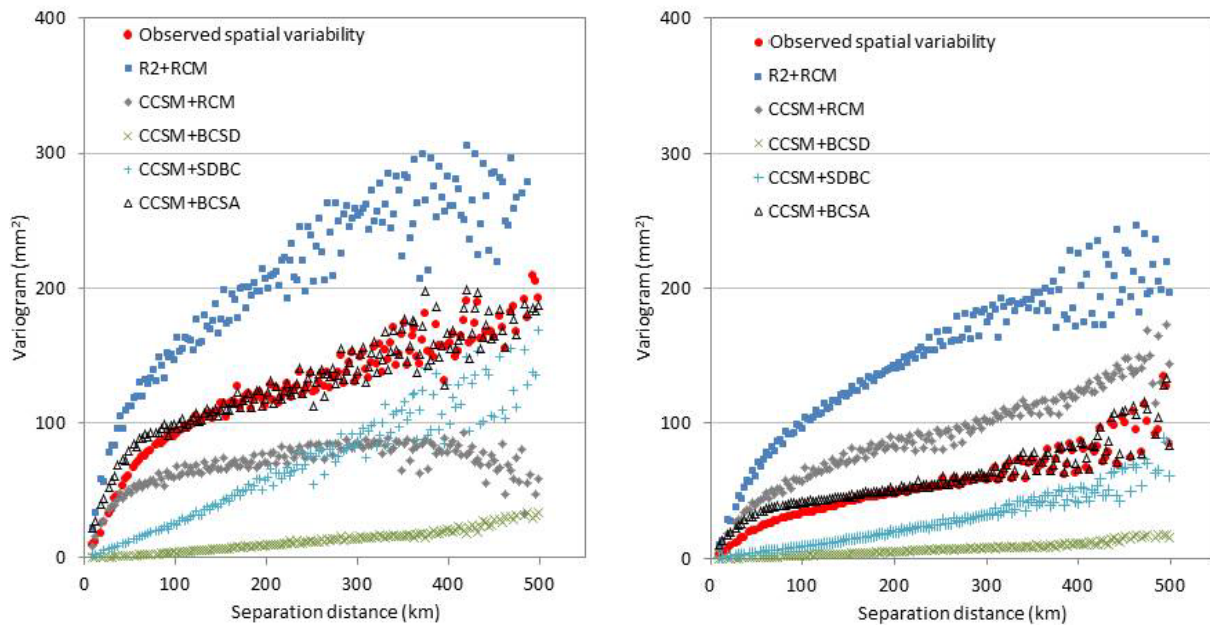 400
300
200
100
0
Variogram (mm²)
Observed spatial variability
R2+RCM
CCSM+RCM
CCSM+BCSD
CCSM+SDBC
CCSM+BCSA
0 100 200 300 400 500
Separation distance (km)
400
300
200
100
0
Variogram (mm²)
Observed spatial variability
R2+RCM
CCSM+RCM
CCSM+BCSD
CCSM+SDBC
CCSM+BCSA
0 100 200 300 400 500
Separation distance (km)